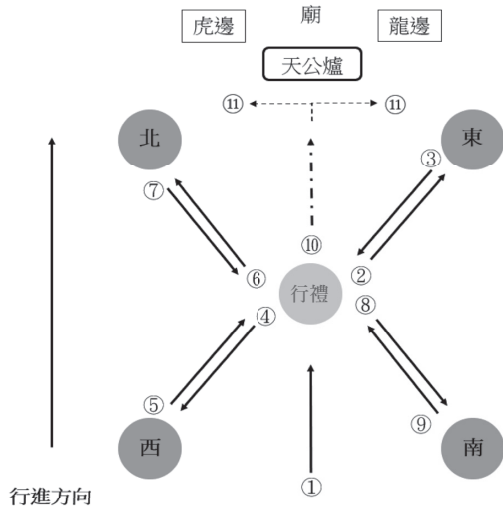 廟
虎邊
龍邊
天公爐
⑪
⑪
北
東
③
⑦
⑩
⑥
②
行禮
④
⑧
⑤
⑨
西
南
①
行進方向